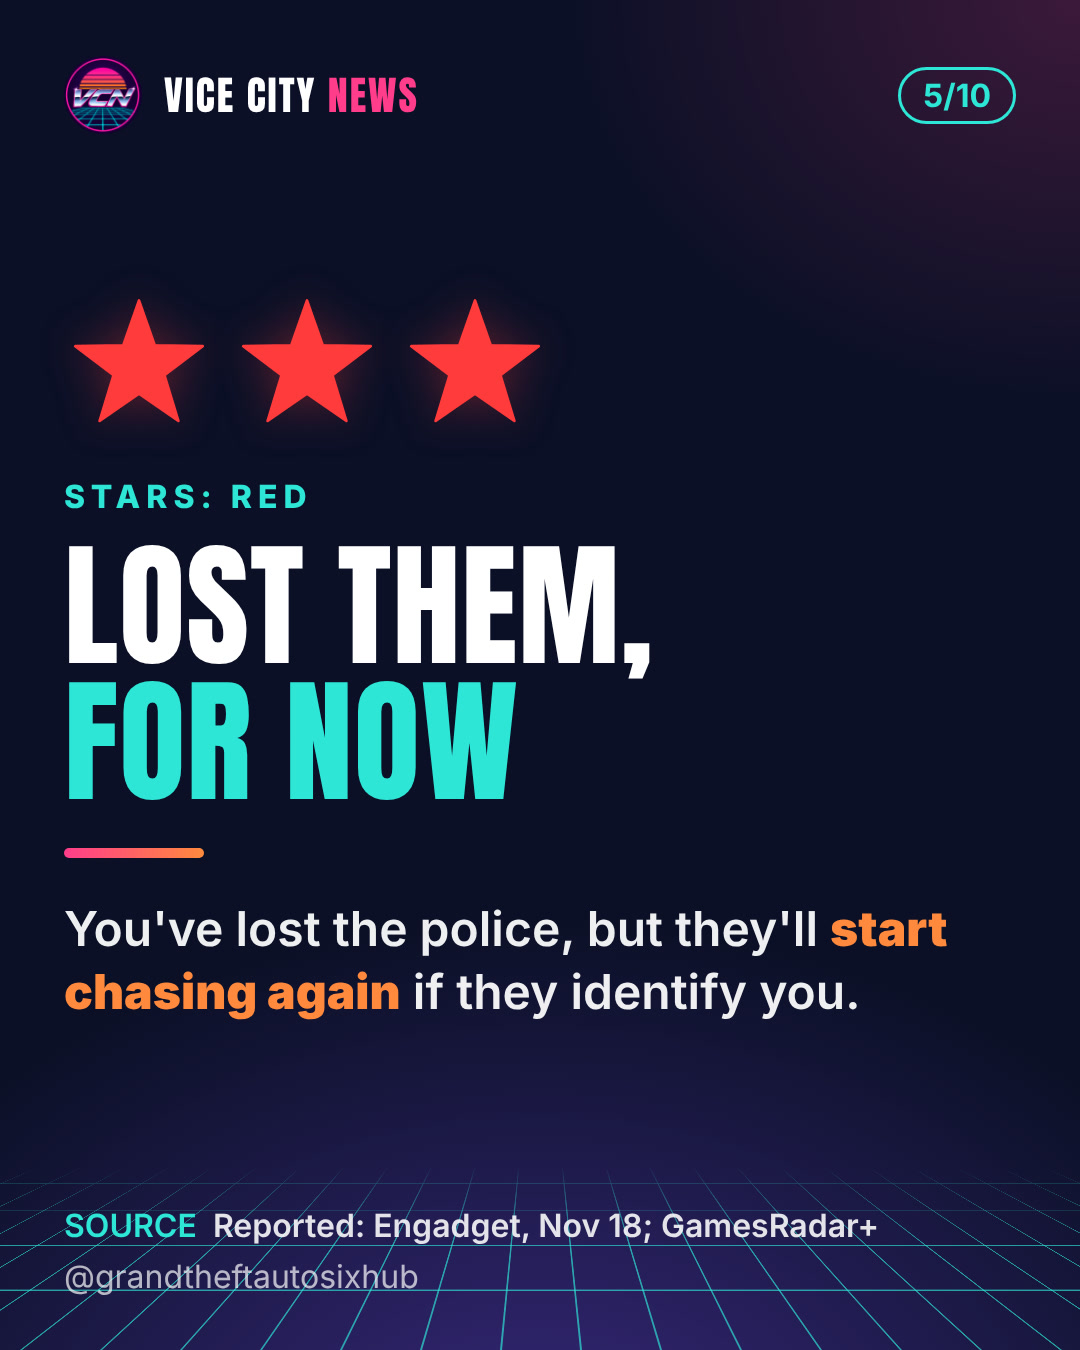 VCN
VICE CITY NEWS
5/10
STARS: RED
LOST THEM,
FOR NOW
You've lost the police, but they'll start
chasing again if they identify you.
SOURCE Reported: Engadget, Nov 18; GamesRadar+
@grandtheftautosixhub